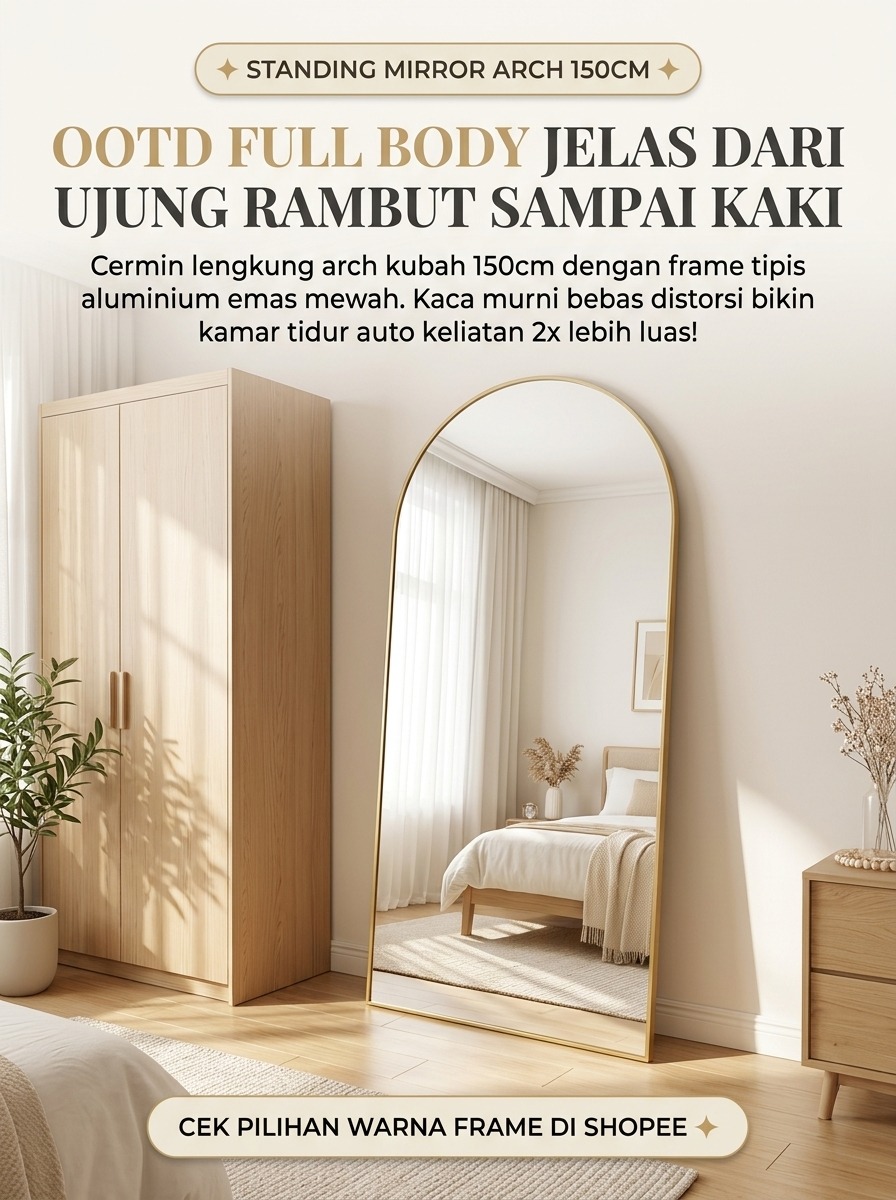 ✦ STANDING MIRROR ARCH 150CM ✦
OOTD FULL BODY JELAS DARI
UJUNG RAMBUT SAMPAI KAKI
Cermin lengkung arch kubah 150cm dengan frame tipis
aluminium emas mewah. Kaca murni bebas distorsi bikin
kamar tidur auto keliatan 2x lebih luas!
CEK PILIHAN WARNA FRAME DI SHOPEE ✦